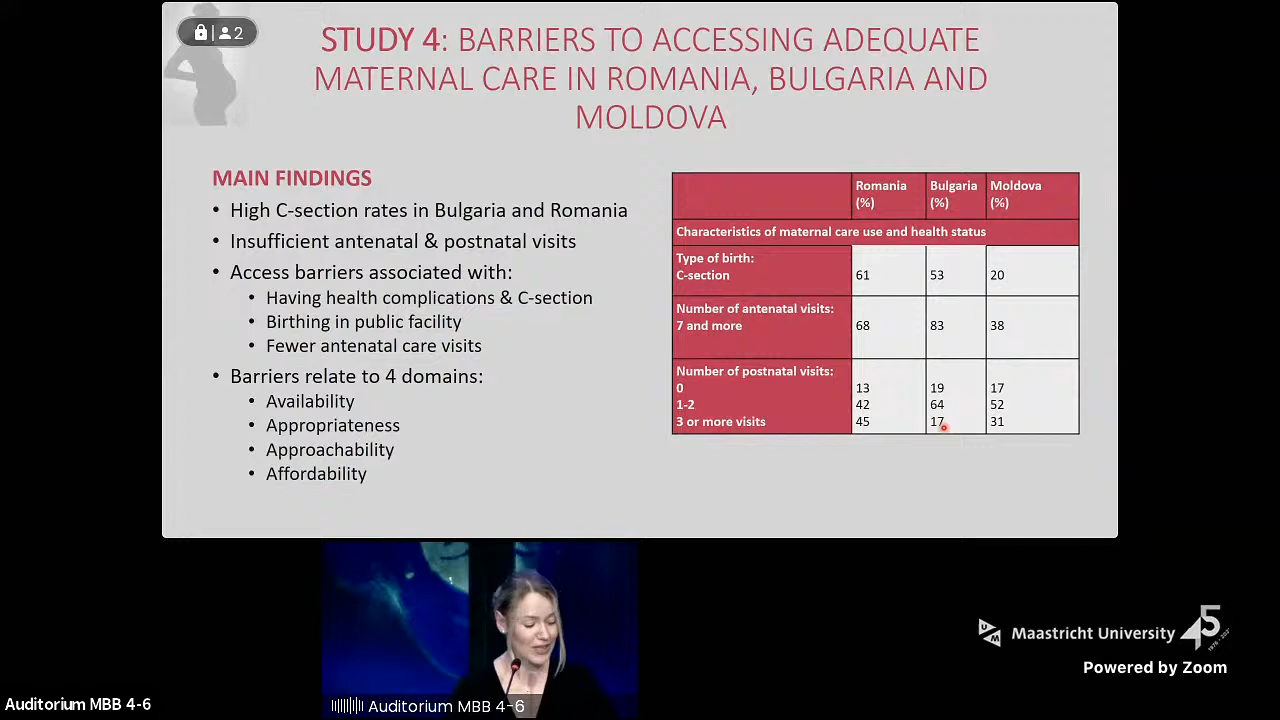 2
STUDY 4: BARRIERS TO ACCESSING ADEQUATE
MATERNAL CARE IN ROMANIA, BULGARIA AND
MOLDOVA
MAIN FINDINGS
• High C-section rates in Bulgaria and Romania
• Insufficient antenatal & postnatal visits
• Access barriers associated with:
• Having health complications & C-section
• Birthing in public facility
• Fewer antenatal care visits
• Barriers relate to 4 domains:
• Availability
• Appropriateness
• Approachability
• Affordability
Romania (%) Bulgaria (%) Moldova (%)
Characteristics of maternal care use and health status
Type of birth:
C-section 61 53 20
Number of antenatal visits:
7 and more 68 83 38
Number of postnatal visits:
0 13 19 17
1-2 42 64 52
3 or more visits 45 17 31
UM Maastricht University 45
Powered by Zoom
Auditorium MBB 4-6
Auditorium MBB 4-6